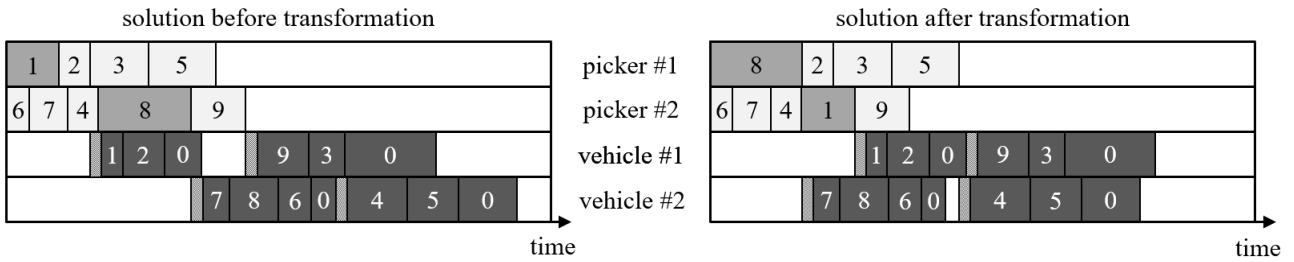 solution before transformation solution after transformation
1 2 3 5 picker #1 8 2 3 5
6 7 4 8 9 picker #2 6 7 4 1 9
1 2 0 9 3 0 vehicle #1 1 2 0 9 3 0
7 8 6 0 4 5 0 vehicle #2 7 8 6 0 4 5 0
time time